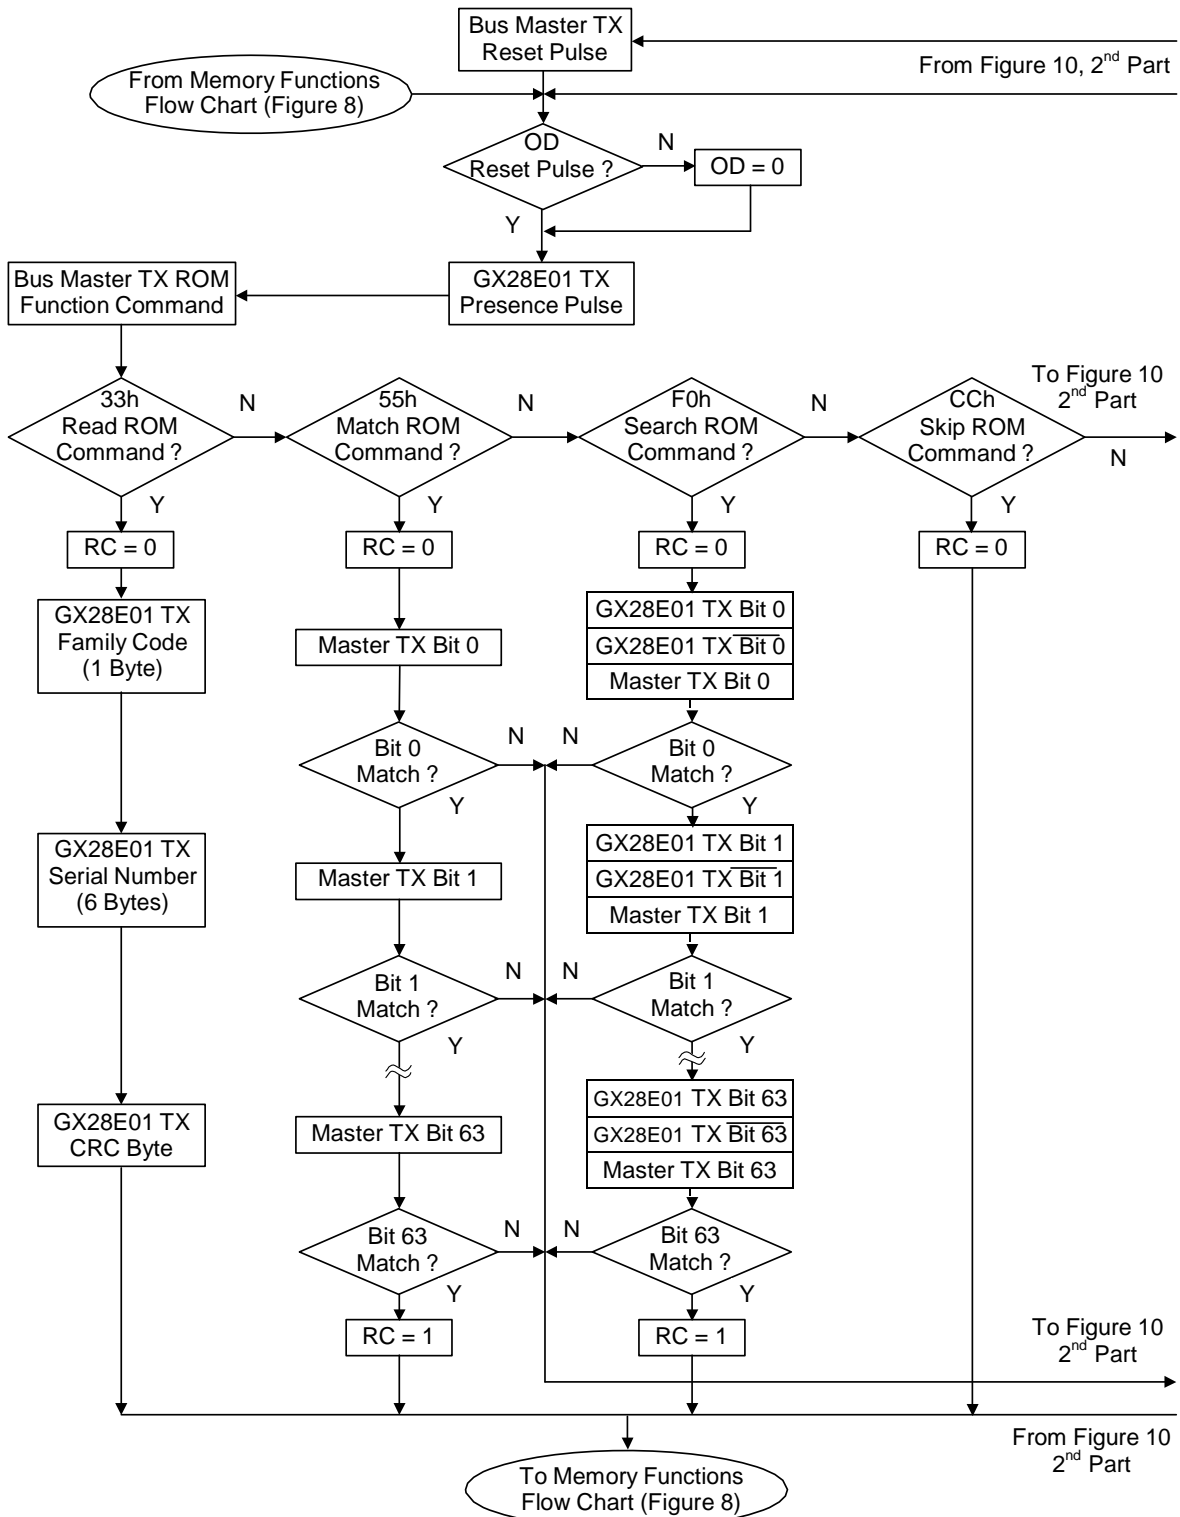 Bus Master TX
Reset Pulse
From Figure 10, 2nd Part
From Memory Functions
Flow Chart (Figure 8)
OD
Reset Pulse ?
N
OD = 0
Y
Bus Master TX ROM
Function Command
GX28E01 TX
Presence Pulse
33h
Read ROM
Command ?
N
55h
Match ROM
Command ?
N
F0h
Search ROM
Command ?
N
CCh
Skip ROM
Command ?
To Figure 10
2nd Part
N
Y
Y
Y
Y
RC = 0
RC = 0
RC = 0
RC = 0
GX28E01 TX
Family Code
(1 Byte)
Master TX Bit 0
GX28E01 TX Bit 0
GX28E01 TX B̅i̅t̅ ̅0̅
Master TX Bit 0
Bit 0
Match ?
N
N
Bit 0
Match ?
Y
Y
GX28E01 TX
Serial Number
(6 Bytes)
Master TX Bit 1
GX28E01 TX Bit 1
GX28E01 TX B̅i̅t̅ ̅1̅
Master TX Bit 1
Bit 1
Match ?
N
N
Bit 1
Match ?
Y
Y
GX28E01 TX
CRC Byte
Master TX Bit 63
GX28E01 TX Bit 63
GX28E01 TX B̅i̅t̅ ̅6̅3̅
Master TX Bit 63
Bit 63
Match ?
N
N
Bit 63
Match ?
Y
Y
RC = 1
RC = 1
To Figure 10
2nd Part
From Figure 10
2nd Part
To Memory Functions
Flow Chart (Figure 8)